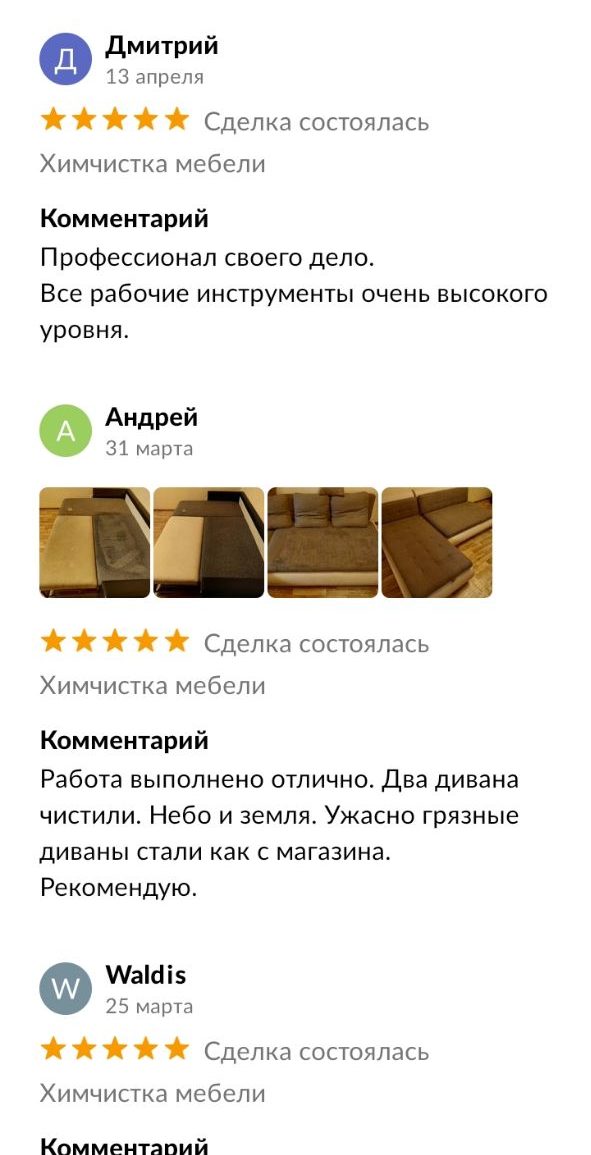 Д
Дмитрий
13 апреля
Сделка состоялась
Химчистка мебели
Комментарий
Профессионал своего дело.
Все рабочие инструменты очень высокого
уровня.
А
Андрей
31 марта
Сделка состоялась
Химчистка мебели
Комментарий
Работа выполнено отлично. Два дивана
чистили. Небо и земля. Ужасно грязные
диваны стали как с магазина.
Рекомендую.
W
Waldis
25 марта
Сделка состоялась
Химчистка мебели
Комментарий